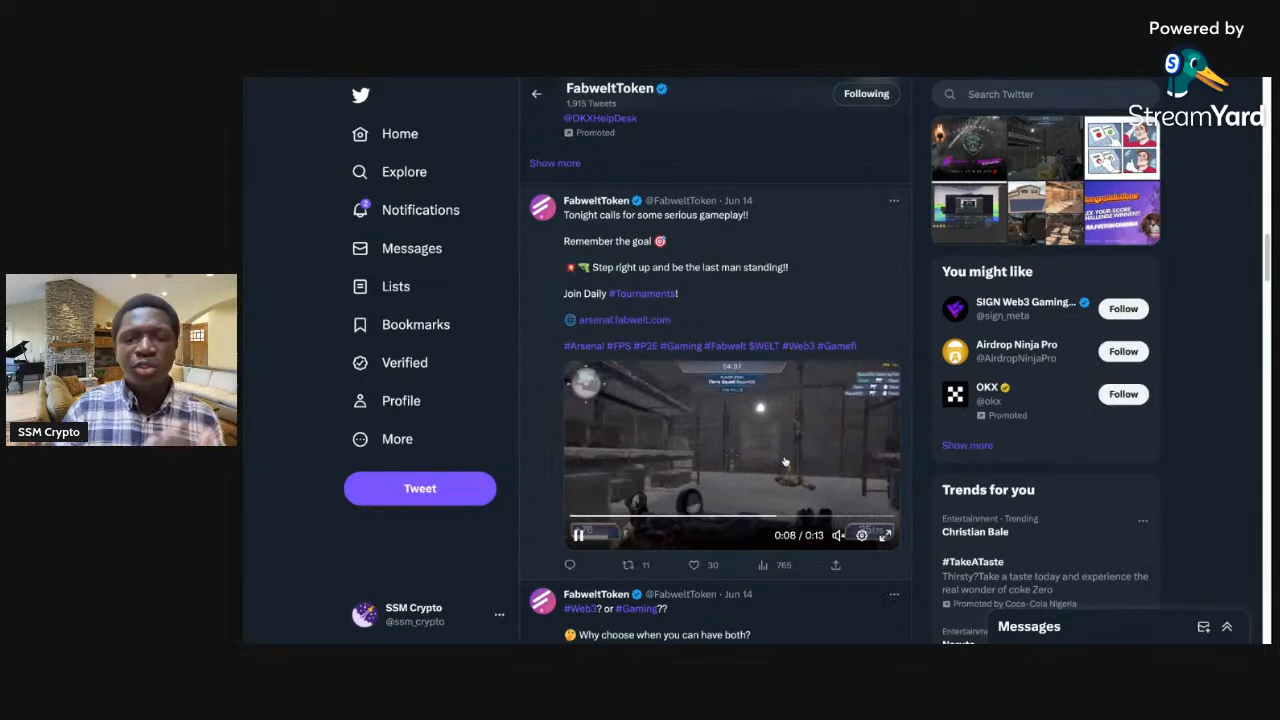 Powered by
StreamYard
SSM Crypto
Home
Explore
2
Notifications
Messages
Lists
Bookmarks
Verified
Profile
More
Tweet
SSM Crypto
@ssm_crypto
FabweltToken
1,915 Tweets
Following
@OKXHelpDesk
Promoted
Show more
FabweltToken @FabweltToken · Jun 14
Tonight calls for some serious gameplay!!
Remember the goal 🎯
💥🔫 Step right up and be the last man standing!!
Join Daily #Tournaments!
🌐 arsenal.fabwelt.com
#Arsenal #FPS #P2E #Gaming #Fabwelt $WELT #Web3 #Gamefi
04:37
0:08 / 0:13
11
30
765
FabweltToken @FabweltToken · Jun 14
#Web3? or #Gaming??
🤔 Why choose when you can have both?
Search Twitter
You might like
SIGN Web3 Gaming...
@sign_meta
Follow
Airdrop Ninja Pro
@AirdropNinjaPro
Follow
OKX
@okx
Promoted
Follow
Show more
Trends for you
Entertainment · Trending
Christian Bale
#TakeATaste
Thirsty?Take a taste today and experience the
real wonder of coke Zero
Promoted by Coca-Cola Nigeria
Messages